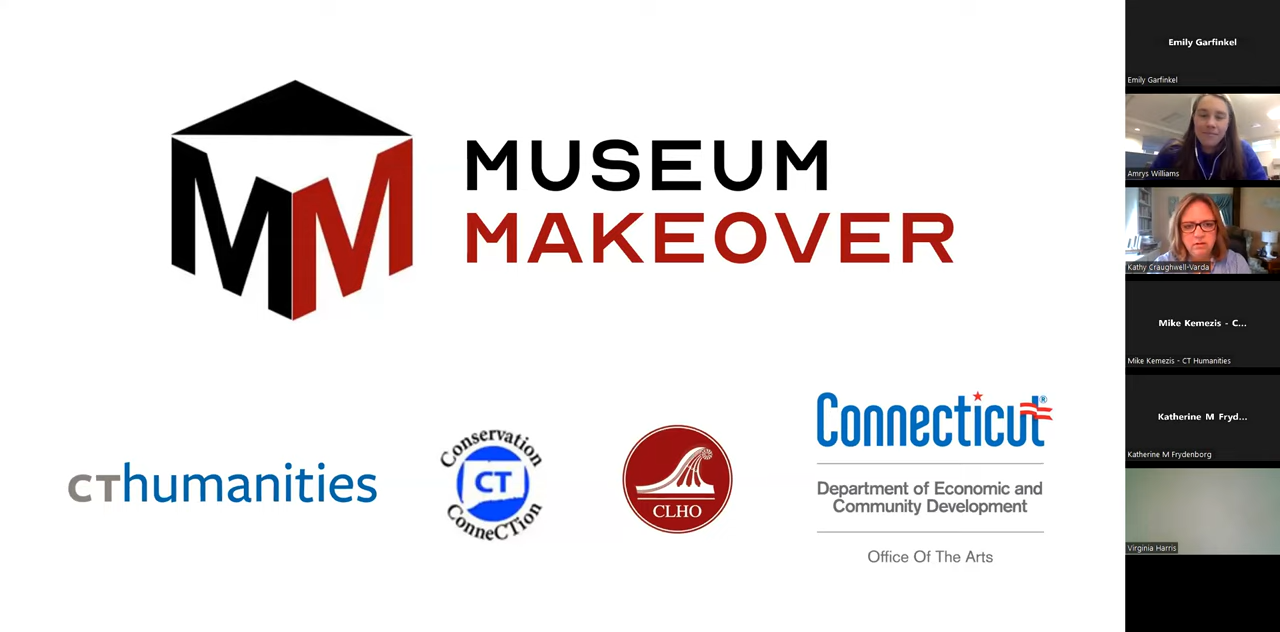 MM
MUSEUM
MAKEOVER
CThumanities
Conservation
CT
ConneCTion
CLHO
Connecticut®
Department of Economic and
Community Development
Office Of The Arts
Emily Garfinkel
Emily Garfinkel
Amrys Williams
Kathy Craughwell-Varda
Mike Kemezis - C...
Mike Kemezis - CT Humanities
Katherine M Fryd...
Katherine M Frydenborg
Virginia Harris